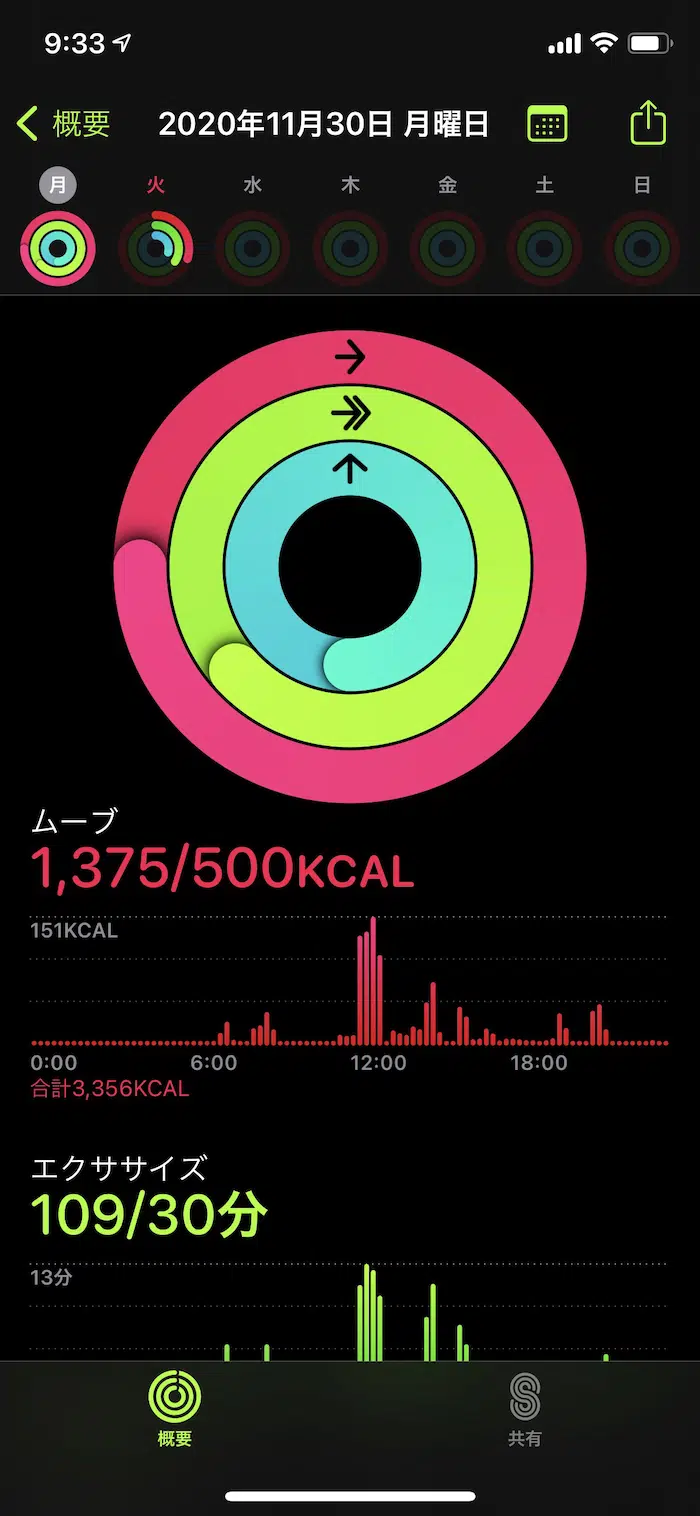 9:33
概要 2020年11月30日 月曜日
月 火 水 木 金 土 日
ムーブ
1,375/500KCAL
151KCAL
0:00 6:00 12:00 18:00
合計3,356KCAL
エクササイズ
109/30分
13分
概要 共有